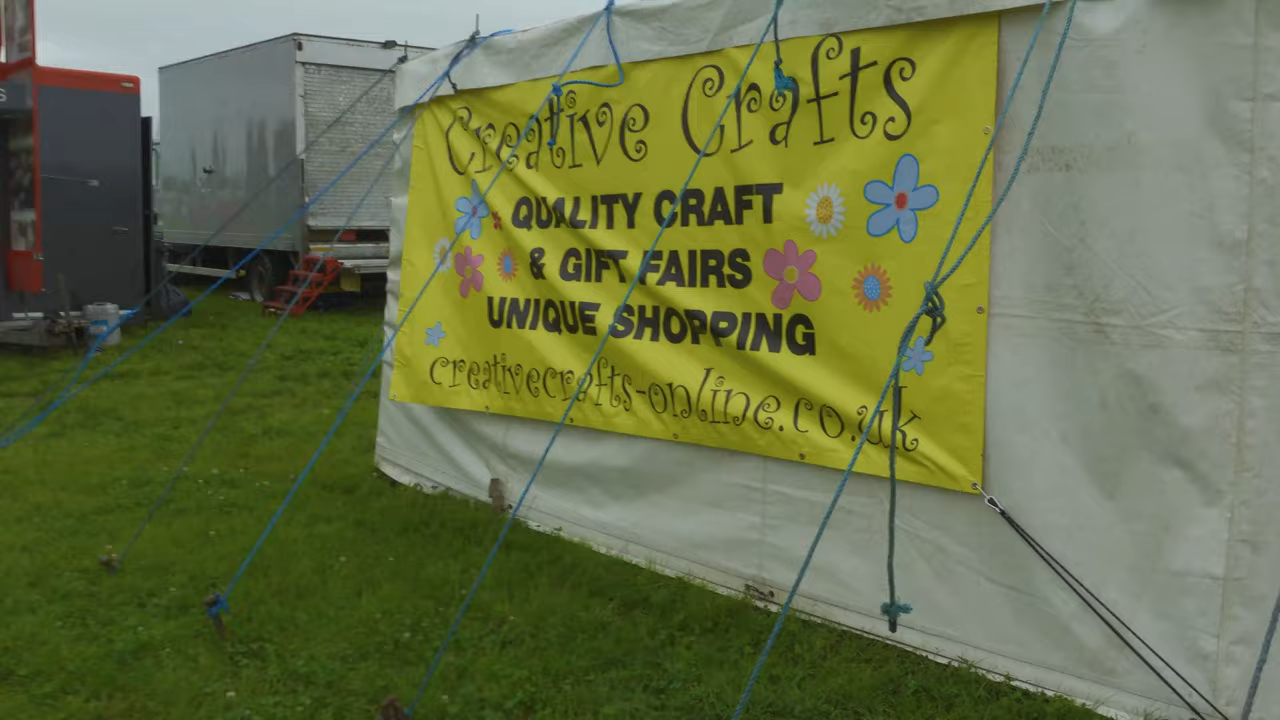 Creative Crafts
QUALITY CRAFT
& GIFT FAIRS
UNIQUE SHOPPING
creativecrafts-online.co.uk